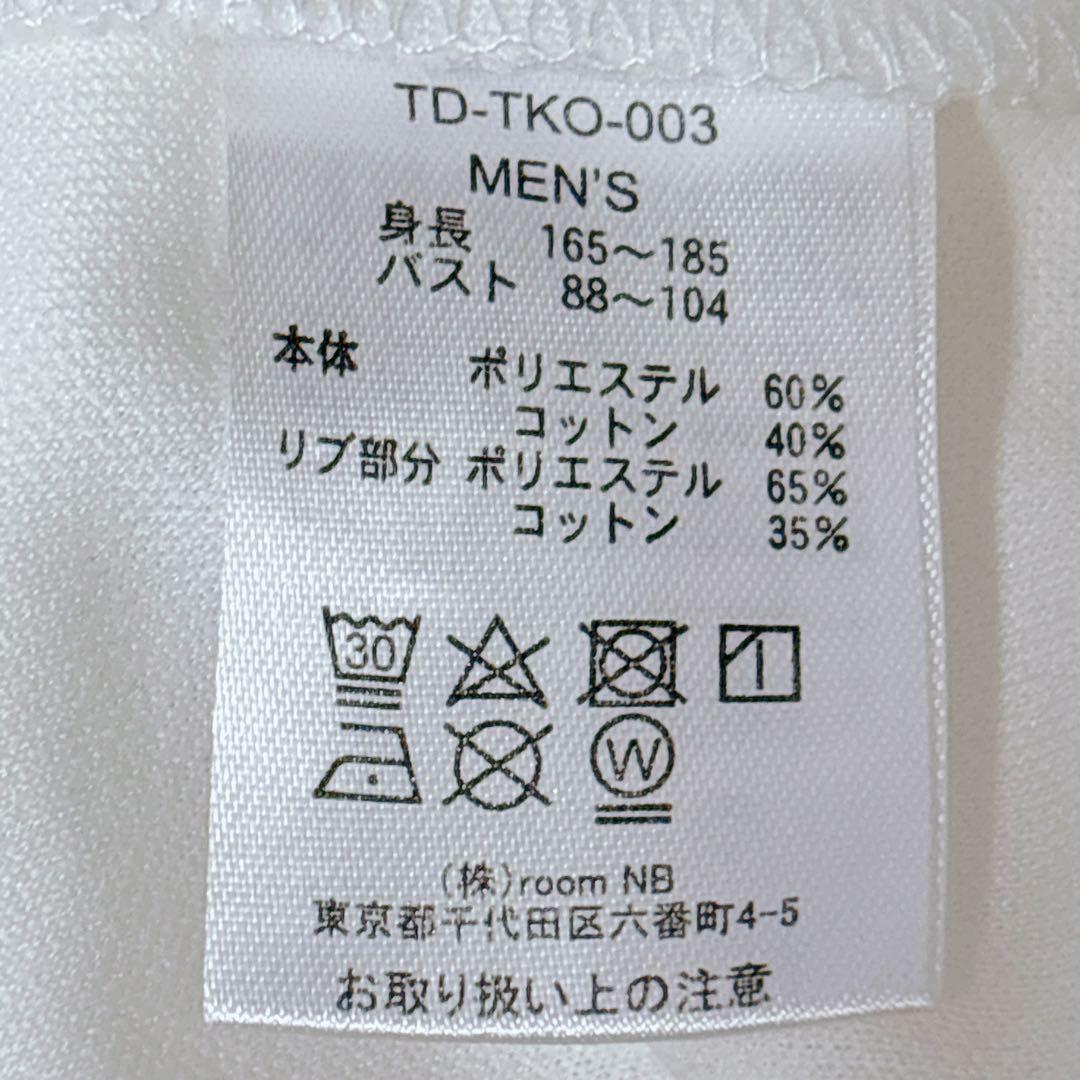 TD-TKO-003
MEN'S
身長 165〜185
バスト 88〜104
本体 ポリエステル 60%
コットン 40%
リブ部分 ポリエステル 65%
コットン 35%
30
W
(株)room NB
東京都千代田区六番町4-5
お取り扱い上の注意